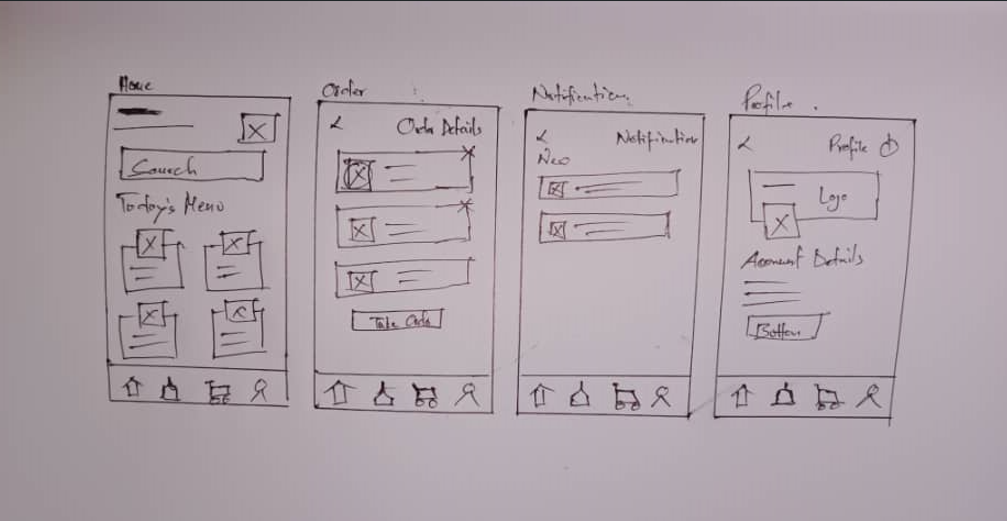 Home
Search
Today's Menu
Order
Order Details
Take Order
Notification
Notification
New
Profile
Profile
Logo
Account Details
Button